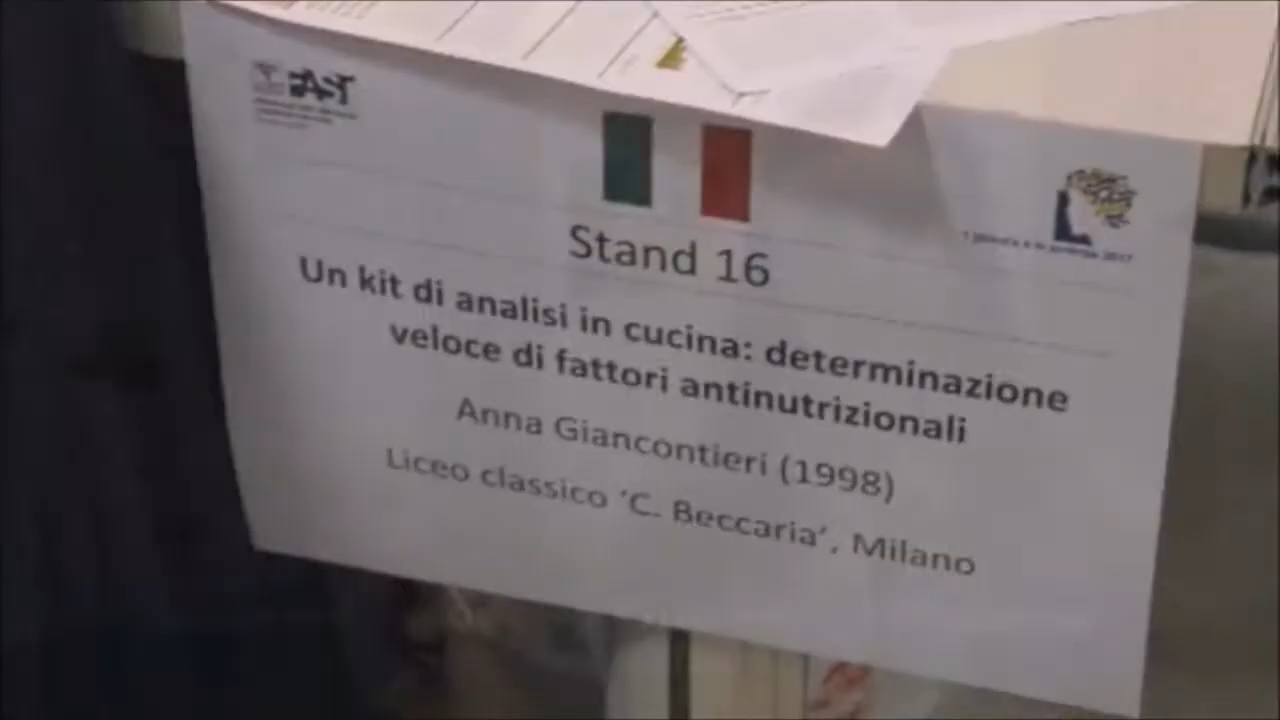 FAST
Stand 16
Un kit di analisi in cucina: determinazione
veloce di fattori antinutrizionali
Anna Giancontieri (1998)
Liceo classico ‘C. Beccaria’, Milano